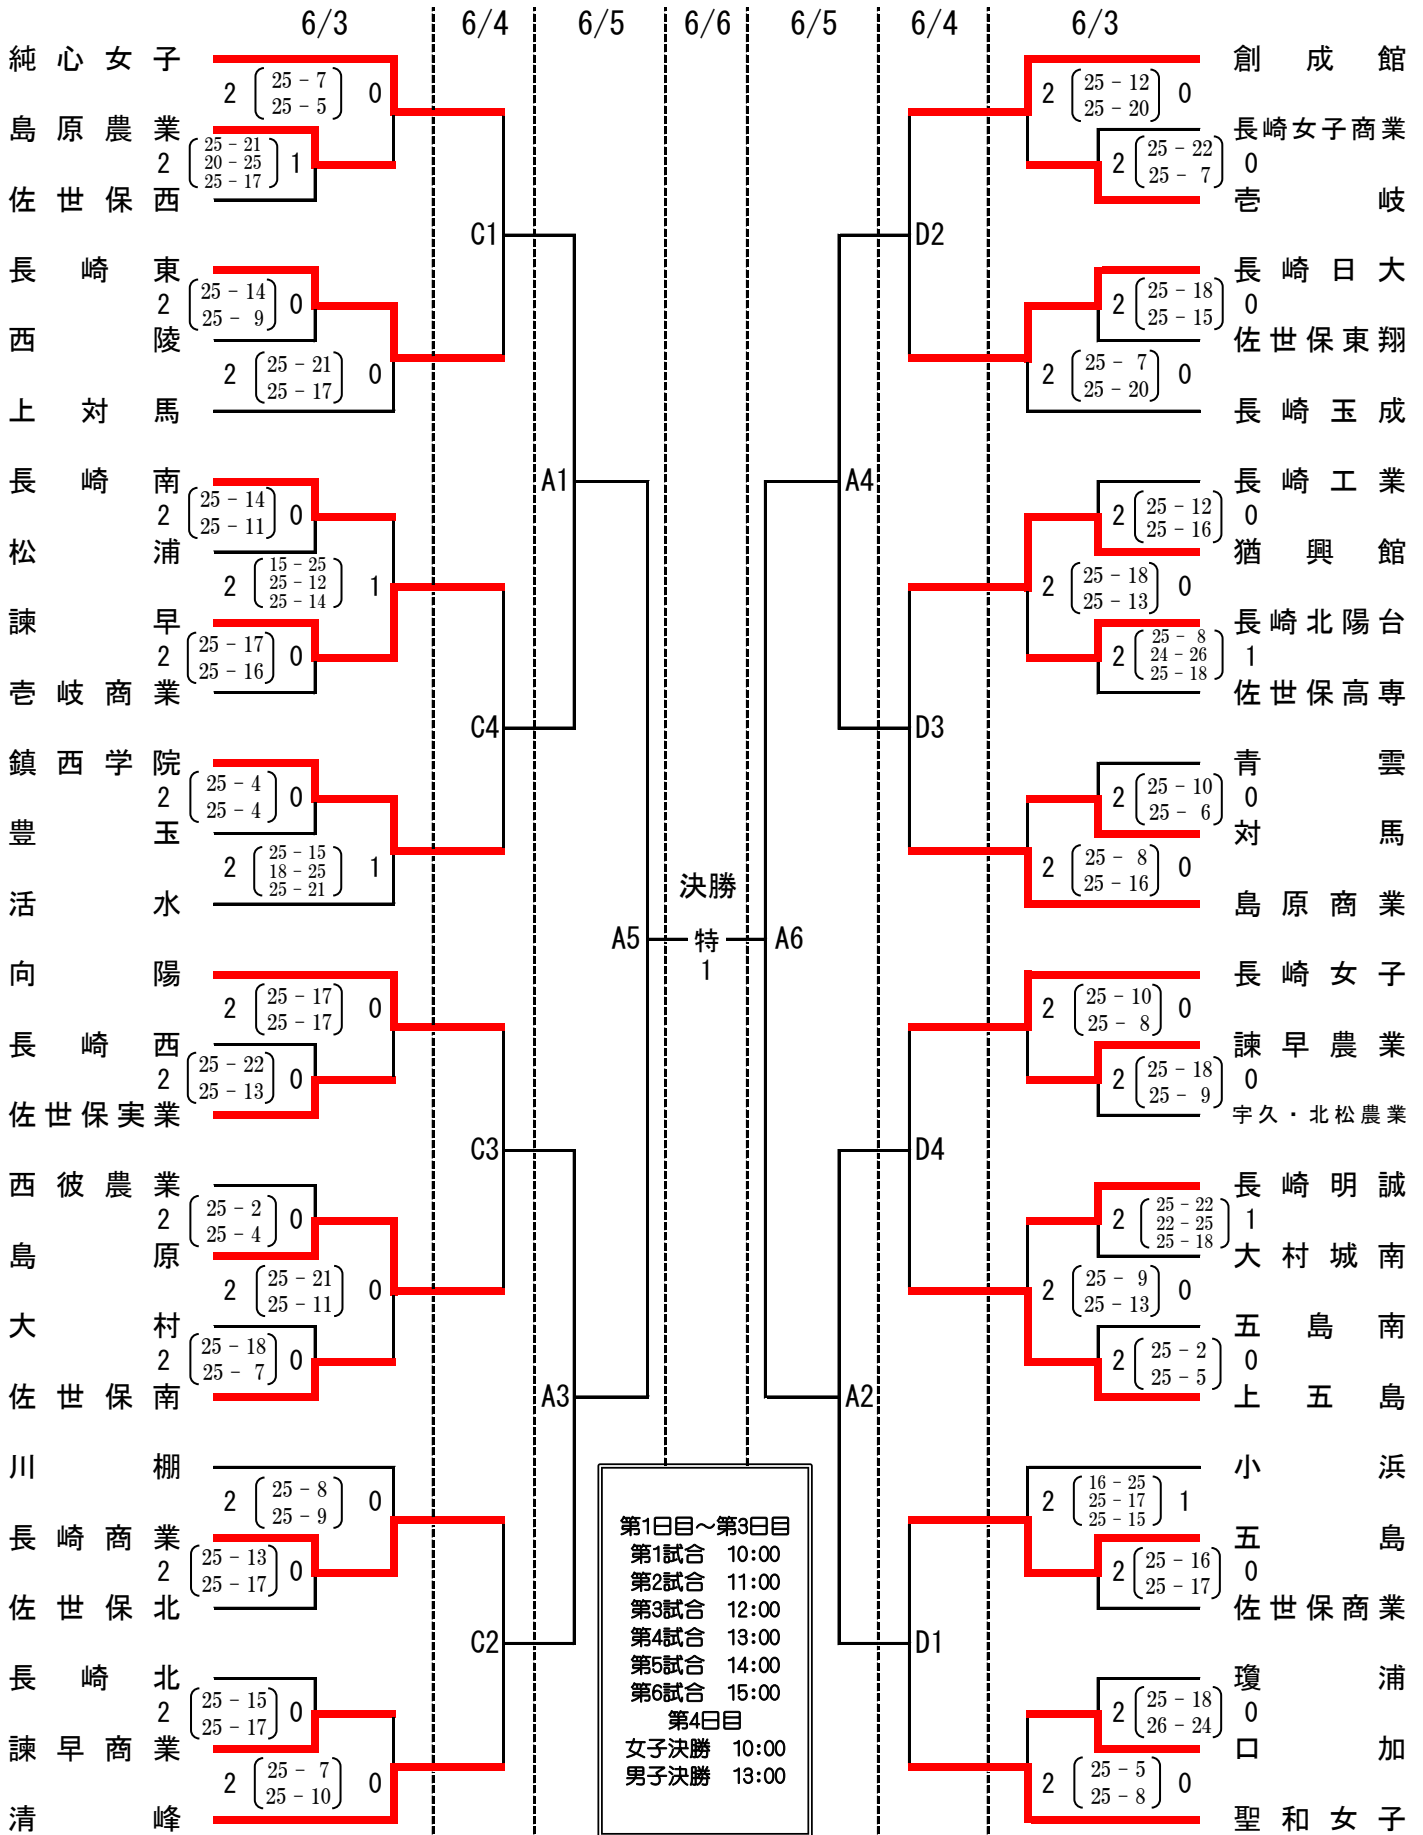 6/3 6/4 6/5 6/6 6/5 6/4 6/3
純心女子
2 25-7 0
25-5
島原農業
2 25-21 1
20-25
25-17
佐世保西
C1
長崎東
2 25-14 0
25-9
西陵
2 25-21 0
25-17
上対馬
A1
長崎南
2 25-14 0
25-11
松浦
2 15-25 1
25-12
25-14
諫早
2 25-17 0
25-16
壱岐商業
C4
鎮西学院
2 25-4 0
25-4
豊玉
2 25-15 1
18-25
25-21
活水
A5
向陽
2 25-17 0
25-17
長崎西
2 25-22 0
25-13
佐世保実業
C3
西彼農業
2 25-2 0
25-4
島原
2 25-21 0
25-11
大村
2 25-18 0
25-7
佐世保南
A3
川棚
2 25-8 0
25-9
長崎商業
2 25-13 0
25-17
佐世保北
C2
長崎北
2 25-15 0
25-17
諫早商業
2 25-7 0
25-10
清峰
決勝
特
1
第1日目～第3日目
第1試合 10:00
第2試合 11:00
第3試合 12:00
第4試合 13:00
第5試合 14:00
第6試合 15:00
第4日目
女子決勝 10:00
男子決勝 13:00
創成館
2 25-12 0
25-20
長崎女子商業
2 25-22 0
25-7
壱岐
D2
長崎日大
2 25-18 0
25-15
佐世保東翔
2 25-7 0
25-20
長崎玉成
A4
長崎工業
2 25-12 0
25-16
猶興館
2 25-18 0
25-13
長崎北陽台
2 25-8 1
24-26
25-18
佐世保高専
D3
青雲
2 25-10 0
25-6
対馬
2 25-8 0
25-16
島原商業
A6
長崎女子
2 25-10 0
25-8
諫早農業
2 25-18 0
25-9
宇久・北松農業
D4
長崎明誠
2 25-22 1
22-25
25-18
大村城南
2 25-9 0
25-13
五島南
2 25-2 0
25-5
上五島
A2
小浜
2 16-25 1
25-17
25-15
五島
2 25-16 0
25-17
佐世保商業
D1
瓊浦
2 25-18 0
26-24
口加
2 25-5 0
25-8
聖和女子